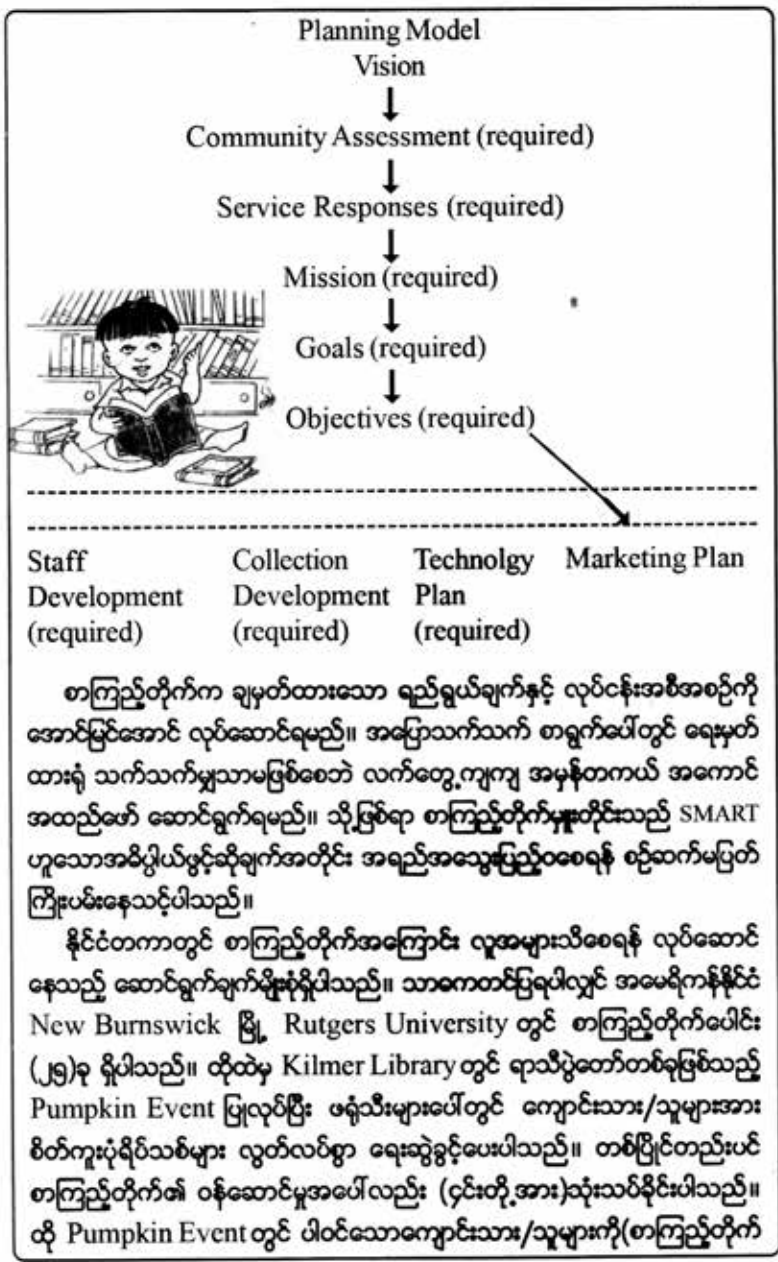 Planning Model
Vision
Community Assessment (required)
Service Responses (required)
Mission (required)
Goals (required)
Objectives (required)
Staff Development (required)
Collection Development (required)
Technolgy Plan (required)
Marketing Plan
စာကြည့်တိုက်က ချမှတ်ထားသော ရည်ရွယ်ချက်နှင့် လုပ်ငန်းအစီအစဉ်ကို
အောင်မြင်အောင် လုပ်ဆောင်ရမည်။ အပြောသက်သက် စာရွက်ပေါ်တွင် ရေးမှတ်
ထားရုံ သက်သက်မျှသာမဖြစ်စေဘဲ လက်တွေ့ကျကျ အမှန်တကယ် အကောင်
အထည်ဖော် ဆောင်ရွက်ရမည်။ သို့ဖြစ်ရာ စာကြည့်တိုက်မှူးတိုင်းသည် SMART
ဟူသောအဓိပ္ပါယ်ဖွင့်ဆိုချက်အတိုင်း အရည်အသွေးပြည့်ဝစေရန် စဉ်ဆက်မပြတ်
ကြိုးပမ်းနေသင့်ပါသည်။
နိုင်ငံတကာတွင် စာကြည့်တိုက်အကြောင်း လူအများသိစေရန် လုပ်ဆောင်
နေသည့် ဆောင်ရွက်ချက်မျိုးစုံရှိပါသည်။ သာဓကတင်ပြရပါလျှင် အမေရိကန်နိုင်ငံ
New Burnswick မြို့ Rutgers University တွင် စာကြည့်တိုက်ပေါင်း
(၂၅)ခု ရှိပါသည်။ ထိုထဲမှ Kilmer Library တွင် ရာသီပွဲတော်တစ်ခုဖြစ်သည့်
Pumpkin Event ပြုလုပ်ပြီး ဖရုံသီးများပေါ်တွင် ကျောင်းသား/သူများအား
စိတ်ကူးပုံရိပ်သစ်များ လွတ်လပ်စွာ ရေးဆွဲခွင့်ပေးပါသည်။ တစ်ပြိုင်တည်းပင်
စာကြည့်တိုက်၏ ဝန်ဆောင်မှုအပေါ်လည်း (၄င်းတို့အား)သုံးသပ်ခိုင်းပါသည်။
ထို Pumpkin Event တွင် ပါဝင်သောကျောင်းသား/သူများကို(စာကြည့်တိုက်